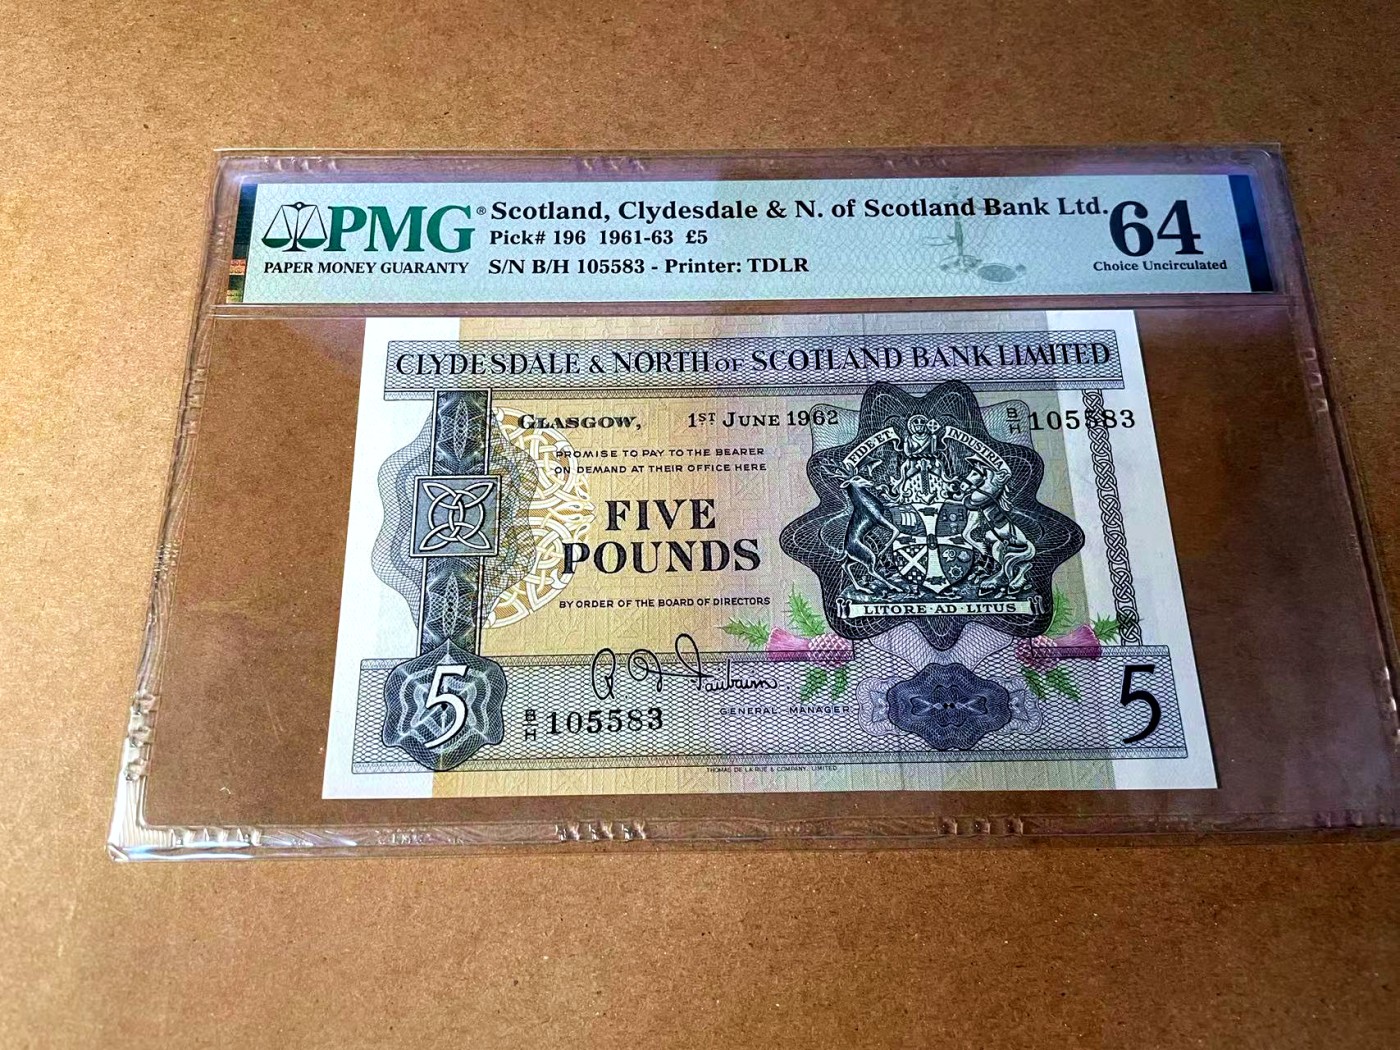 PMG® Scotland, Clydesdale & N. of Scotland Bank Ltd. 64
Pick# 196 1961-63 £5
PAPER MONEY GUARANTY S/N B/H 105583 - Printer: TDLR Choice Uncirculated
CLYDESDALE & NORTH OF SCOTLAND BANK LIMITED
GLASGOW, 1ST JUNE 1962 B/H 105583
PROMISE TO PAY TO THE BEARER
ON DEMAND AT THEIR OFFICE HERE
FIDE ET INDUSTRIA
FIVE
POUNDS
BY ORDER OF THE BOARD OF DIRECTORS
LITORE·AD·LITUS
R. D. Fairbairn
GENERAL MANAGER
5 B/H 105583 5
THOMAS DE LA RUE & COMPANY, LIMITED